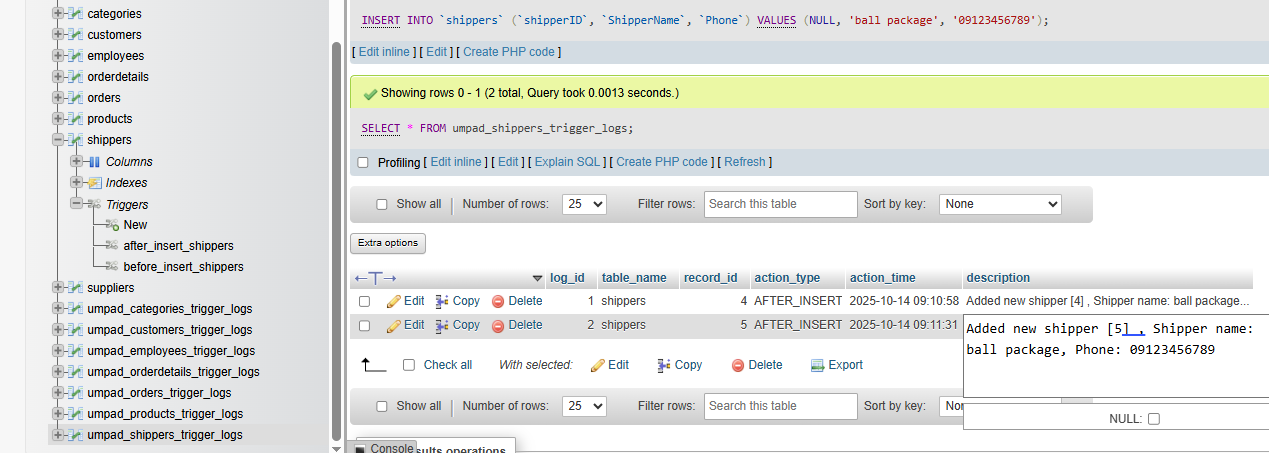 categories
customers
employees
orderdetails
orders
products
shippers
Columns
Indexes
Triggers
New
after_insert_shippers
before_insert_shippers
suppliers
umpad_categories_trigger_logs
umpad_customers_trigger_logs
umpad_employees_trigger_logs
umpad_orderdetails_trigger_logs
umpad_orders_trigger_logs
umpad_products_trigger_logs
umpad_shippers_trigger_logs
INSERT INTO `shippers` (`shipperID`, `ShipperName`, `Phone`) VALUES (NULL, 'ball package', '09123456789');
[ Edit inline ] [ Edit ] [ Create PHP code ]
Showing rows 0 - 1 (2 total, Query took 0.0013 seconds.)
SELECT * FROM umpad_shippers_trigger_logs;
Profiling [ Edit inline ] [ Edit ] [ Explain SQL ] [ Create PHP code ] [ Refresh ]
Show all Number of rows: 25 Filter rows: Search this table Sort by key: None
Extra options
←T→ log_id table_name record_id action_type action_time description
Edit Copy Delete 1 shippers 4 AFTER_INSERT 2025-10-14 09:10:58 Added new shipper [4] , Shipper name: ball package...
Edit Copy Delete 2 shippers 5 AFTER_INSERT 2025-10-14 09:11:31
Added new shipper [5] , Shipper name:
ball package, Phone: 09123456789
Check all With selected: Edit Copy Delete Export
Show all Number of rows: 25 Filter rows: Search this table Sort by key:
NULL:
Console
operations